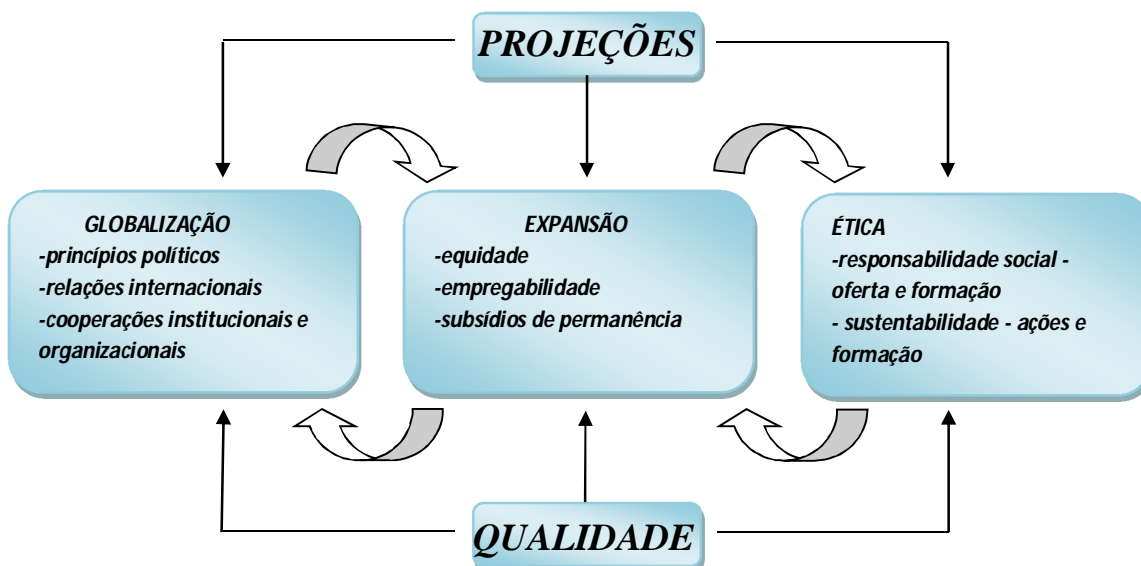 PROJEÇÕES
GLOBALIZAÇÃO
-princípios políticos
-relações internacionais
-cooperações institucionais e
organizacionais
EXPANSÃO
-equidade
-empregabilidade
-subsídios de permanência
ÉTICA
-responsabilidade social -
oferta e formação
- sustentabilidade - ações e
formação
QUALIDADE